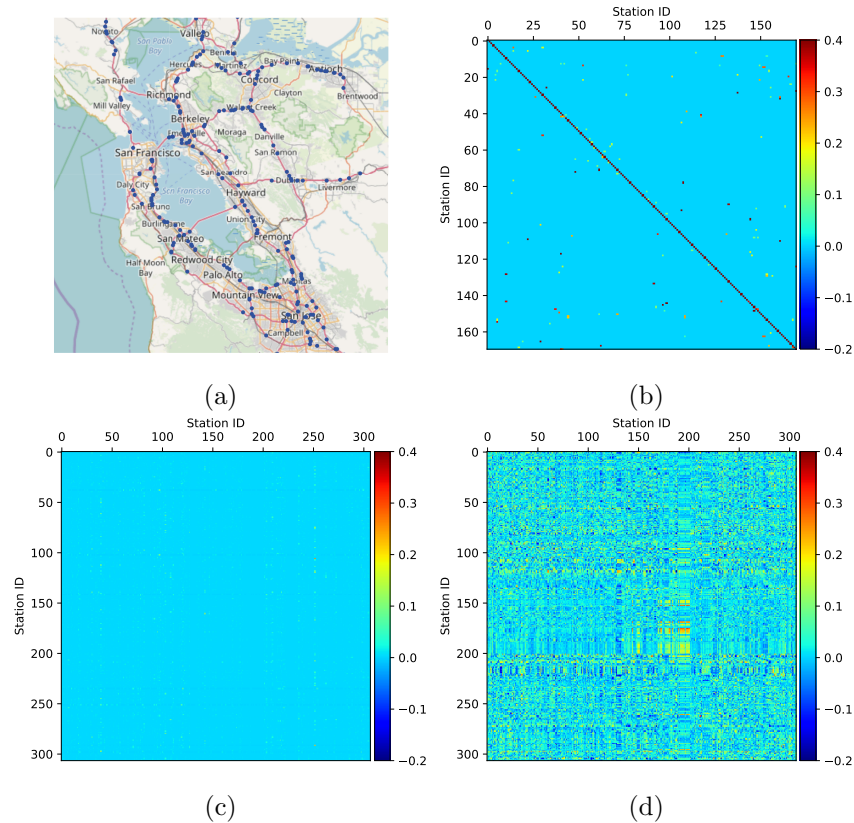 San Pablo
Bay
Vallejo
Novato
Benicia
Hercules
Martinez
Bay Point
Antioch
San Rafael
Concord
Mill Valley
Richmond
Clayton
Brentwood
Walnut Creek
Berkeley
Emeryville
Moraga
Danville
San Francisco
San Ramon
San Leandro
Daly City
San Francisco
Bay
Hayward
Livermore
San Bruno
Union City
Burlingame
San Mateo
Fremont
Half Moon
Bay
Redwood City
Palo Alto
Milpitas
Mountain View
San Jose
Campbell
(a)
Station ID
0 25 50 75 100 125 150
Station ID
0
20
40
60
80
100
120
140
160
0.4
0.3
0.2
0.1
0.0
−0.1
−0.2
(b)
Station ID
0 50 100 150 200 250 300
Station ID
0
50
100
150
200
250
300
0.4
0.3
0.2
0.1
0.0
−0.1
−0.2
(c)
Station ID
0 50 100 150 200 250 300
Station ID
0
50
100
150
200
250
300
0.4
0.3
0.2
0.1
0.0
−0.1
−0.2
(d)